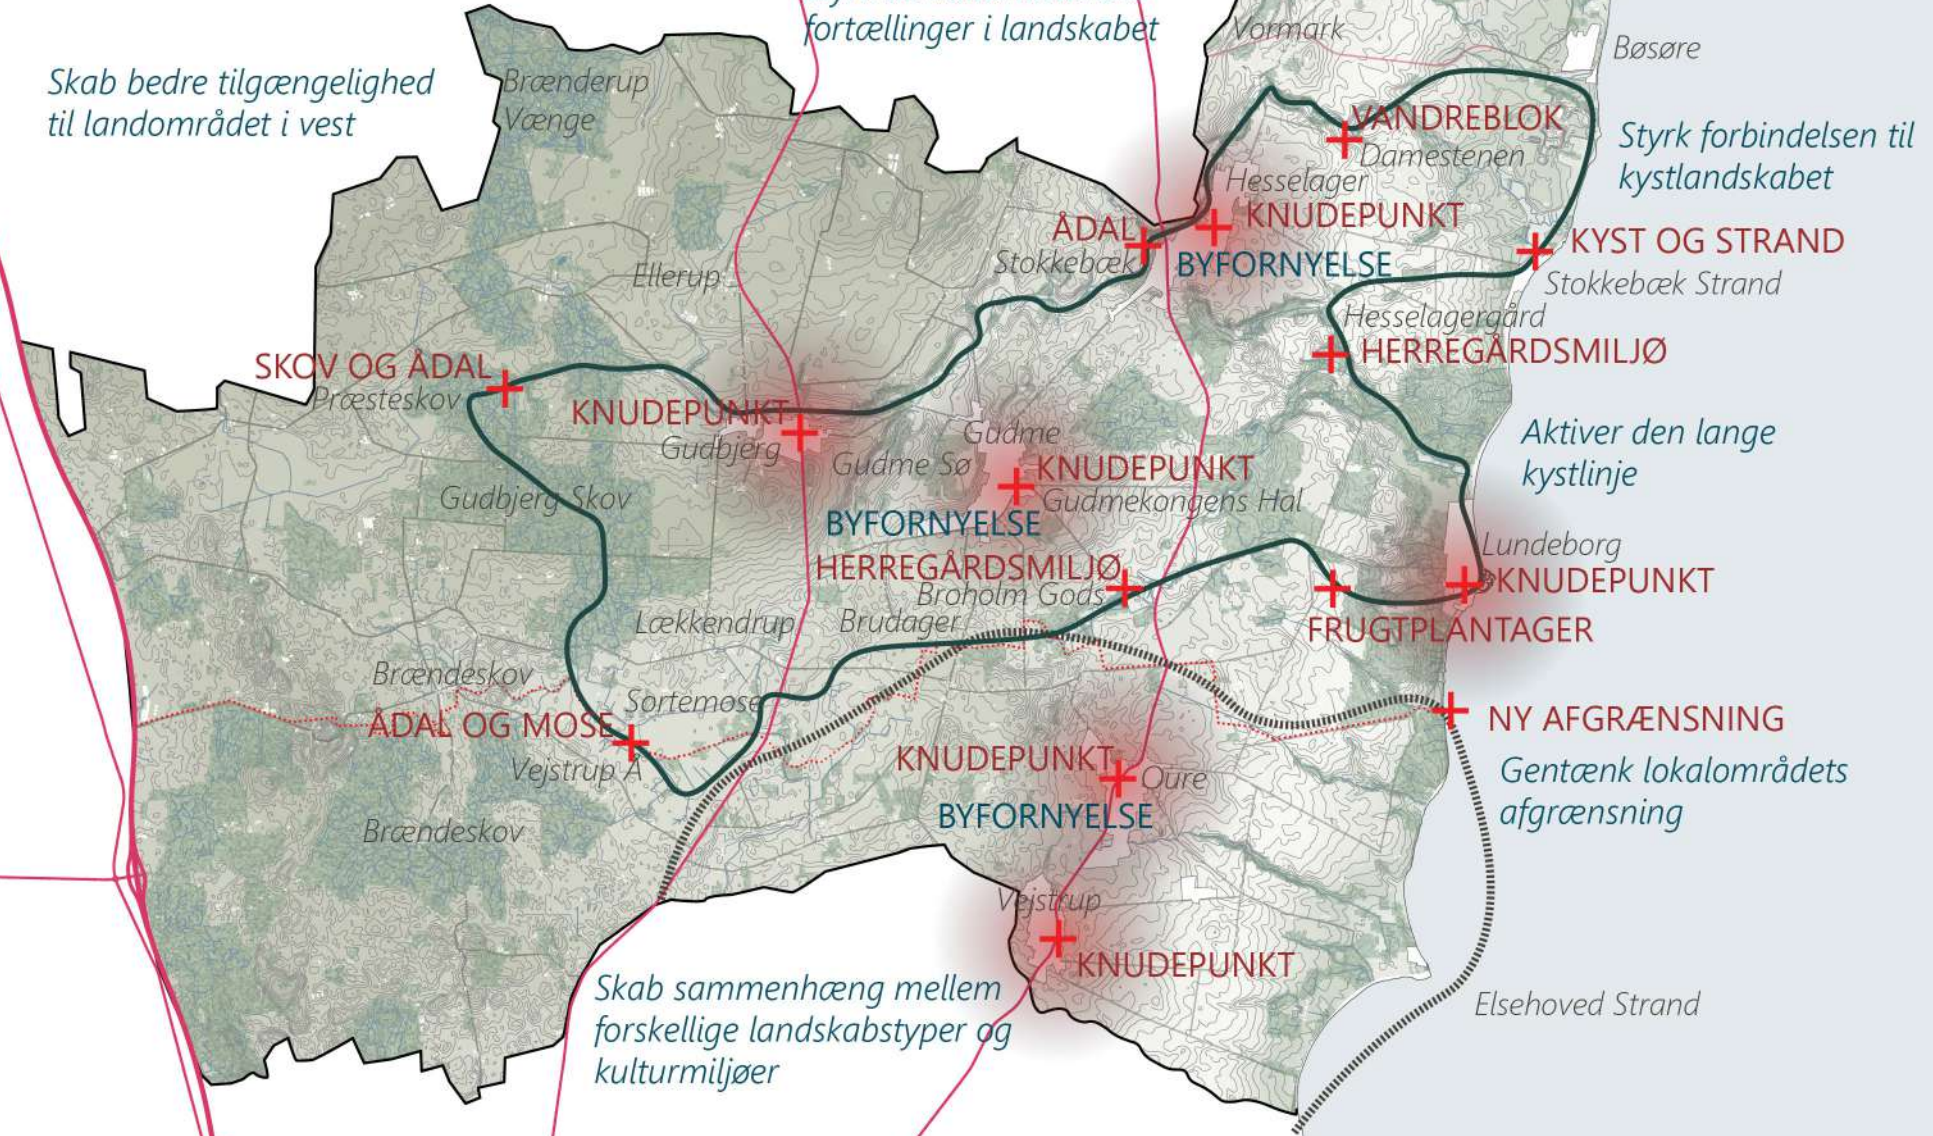 fortællinger i landskabet
Vormark
Bøsøre
Skab bedre tilgængelighed
til landområdet i vest
Brænderup
Vænge
VANDREBLOK
Damestenen
Styrk forbindelsen til
kystlandskabet
Hesselager
KNUDEPUNKT
BYFORNYELSE
ÅDAL
Stokkebæk
KYST OG STRAND
Stokkebæk Strand
Ellerup
Hesselagergård
HERREGÅRDSMILJØ
SKOV OG ÅDAL
Præsteskov
KNUDEPUNKT
Gudbjerg
Gudme
Gudme Sø
KNUDEPUNKT
Gudmekongens Hal
BYFORNYELSE
Aktiver den lange
kystlinje
Gudbjerg Skov
Lundeborg
KNUDEPUNKT
HERREGÅRDSMILJØ
Broholm Gods
FRUGTPLANTAGER
Lækkendrup
Brudager
Brændeskov
Sortemose
ÅDAL OG MOSE
Vejstrup Å
NY AFGRÆNSNING
Gentænk lokalområdets
afgrænsning
KNUDEPUNKT
Oure
BYFORNYELSE
Brændeskov
Vejstrup
KNUDEPUNKT
Skab sammenhæng mellem
forskellige landskabstyper og
kulturmiljøer
Elsehoved Strand